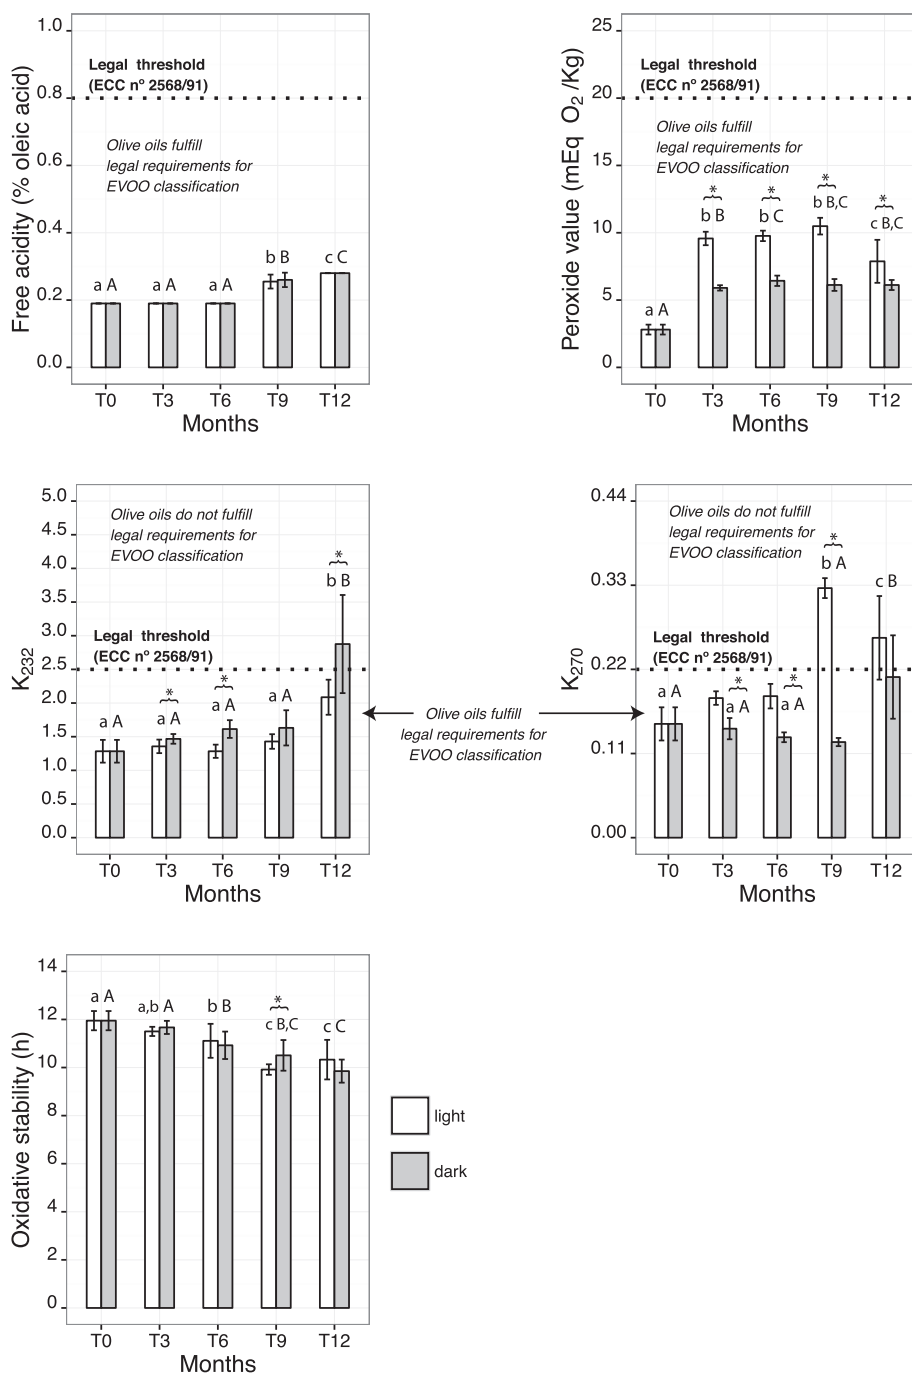 Free acidity (% oleic acid)
1.0
0.8
0.6
0.4
0.2
0.0
Legal threshold
(ECC nº 2568/91)
Olive oils fulfill
legal requirements for
EVOO classification
a A
a A
a A
b B
c C
T0 T3 T6 T9 T12
Months
Peroxide value (mEq O2 /Kg)
25
20
15
10
5
0
Legal threshold
(ECC nº 2568/91)
Olive oils fulfill
legal requirements for
EVOO classification
* * * *
a A
b B
b C
b B,C
c B,C
T0 T3 T6 T9 T12
Months
K232
5.0
4.5
4.0
3.5
3.0
2.5
2.0
1.5
1.0
0.5
0.0
Olive oils do not fulfill
legal requirements for
EVOO classification
Legal threshold
(ECC nº 2568/91)
* * *
a A
a A
a A
a A
b B
T0 T3 T6 T9 T12
Months
Olive oils fulfill
legal requirements for
EVOO classification
K270
0.44
0.33
0.22
0.11
0.00
Olive oils do not fulfill
legal requirements for
EVOO classification
Legal threshold
(ECC nº 2568/91)
* * *
a A
a A
a A
b A
c B
T0 T3 T6 T9 T12
Months
Oxidative stability (h)
14
12
10
8
6
4
2
0
*
a A
a,b A
b B
c B,C
c C
T0 T3 T6 T9 T12
Months
light
dark